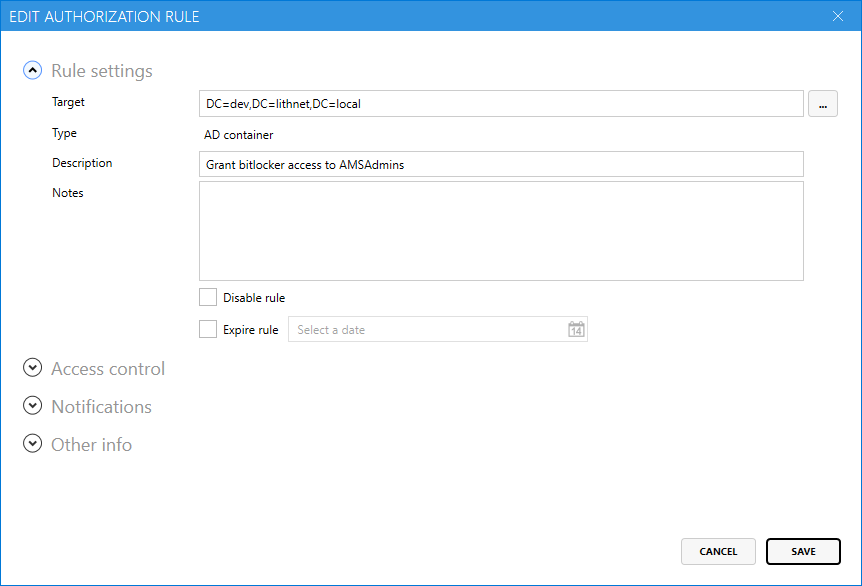 EDIT AUTHORIZATION RULE
Rule settings
Target DC=dev,DC=lithnet,DC=local ...
Type AD container
Description Grant bitlocker access to AMSAdmins
Notes
Disable rule
Expire rule Select a date 14
Access control
Notifications
Other info
CANCEL SAVE